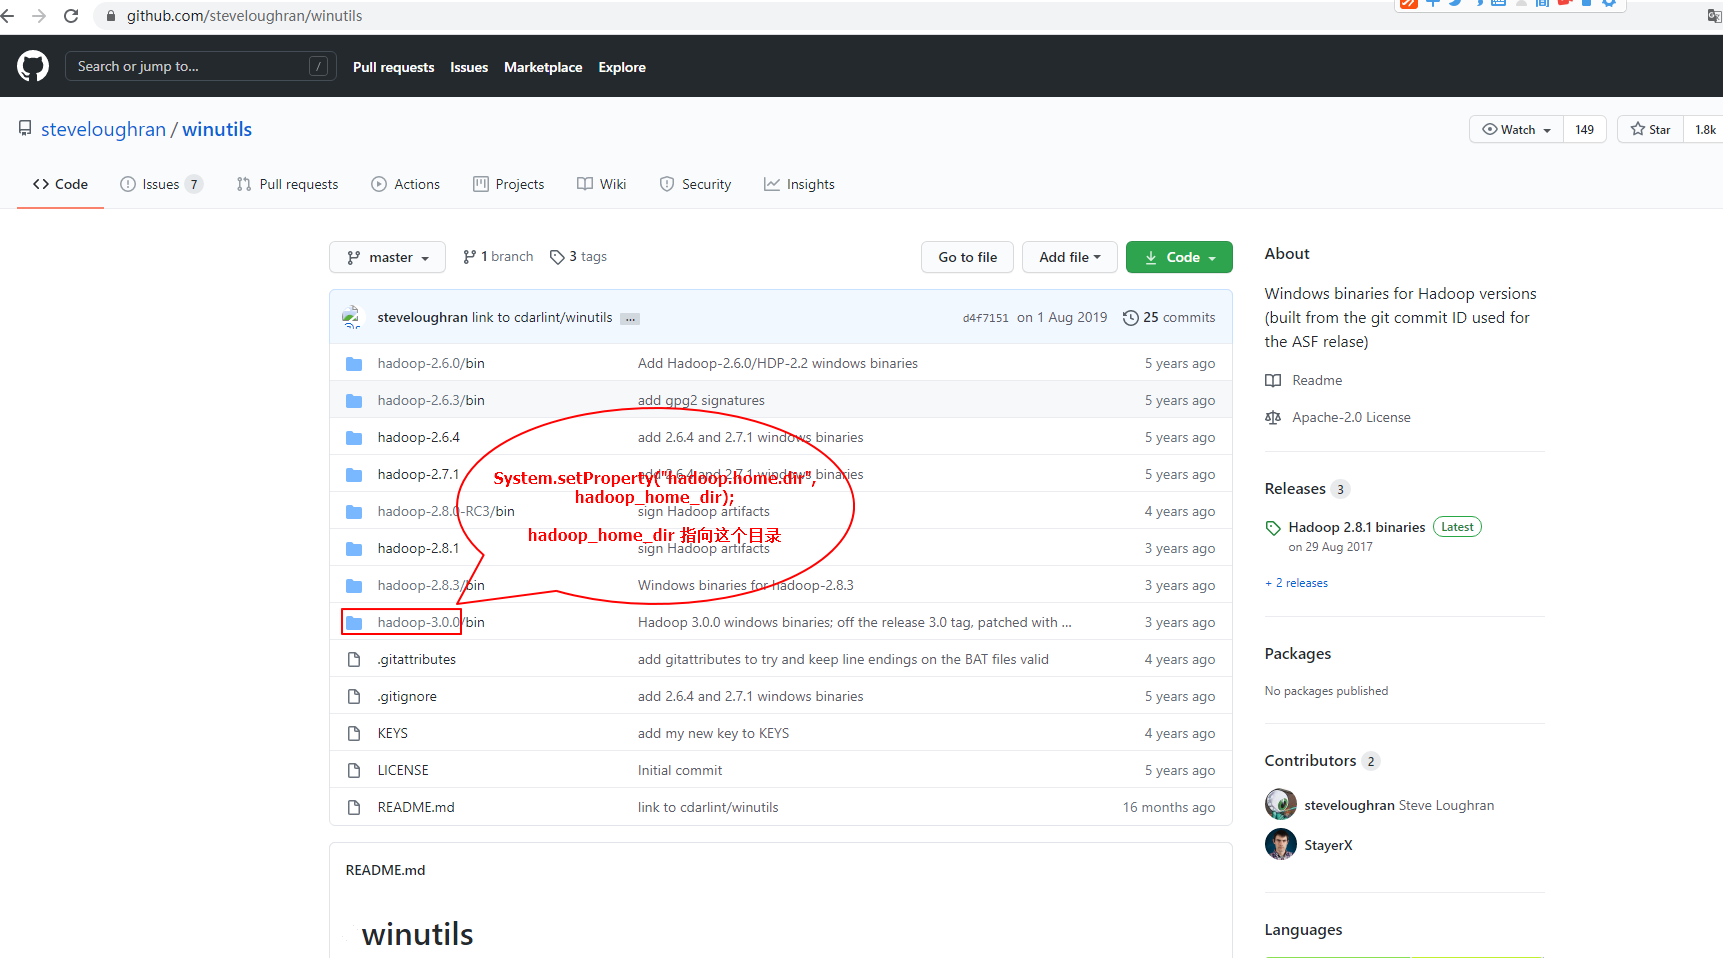 github.com/steveloughran/winutils
Search or jump to...
/
Pull requests
Issues
Marketplace
Explore
steveloughran / winutils
Watch
149
Star
1.8k
Code
Issues 7
Pull requests
Actions
Projects
Wiki
Security
Insights
master
1 branch
3 tags
Go to file
Add file
Code
steveloughran link to cdarlint/winutils ...
d4f7151 on 1 Aug 2019
25 commits
hadoop-2.6.0/bin Add Hadoop-2.6.0/HDP-2.2 windows binaries 5 years ago
hadoop-2.6.3/bin add gpg2 signatures 5 years ago
hadoop-2.6.4 add 2.6.4 and 2.7.1 windows binaries 5 years ago
hadoop-2.7.1 add 2.6.4 and 2.7.1 windows binaries 5 years ago
hadoop-2.8.0-RC3/bin sign Hadoop artifacts 4 years ago
hadoop-2.8.1 sign Hadoop artifacts 3 years ago
hadoop-2.8.3/bin Windows binaries for hadoop-2.8.3 3 years ago
hadoop-3.0.0/bin Hadoop 3.0.0 windows binaries; off the release 3.0 tag, patched with ... 3 years ago
.gitattributes add gitattributes to try and keep line endings on the BAT files valid 4 years ago
.gitignore add 2.6.4 and 2.7.1 windows binaries 5 years ago
KEYS add my new key to KEYS 4 years ago
LICENSE Initial commit 5 years ago
README.md link to cdarlint/winutils 16 months ago
System.setProperty("hadoop.home.dir",
hadoop_home_dir);
hadoop_home_dir 指向这个目录
README.md
winutils
About
Windows binaries for Hadoop versions
(built from the git commit ID used for
the ASF relase)
Readme
Apache-2.0 License
Releases 3
Hadoop 2.8.1 binaries Latest
on 29 Aug 2017
+ 2 releases
Packages
No packages published
Contributors 2
steveloughran Steve Loughran
StayerX
Languages